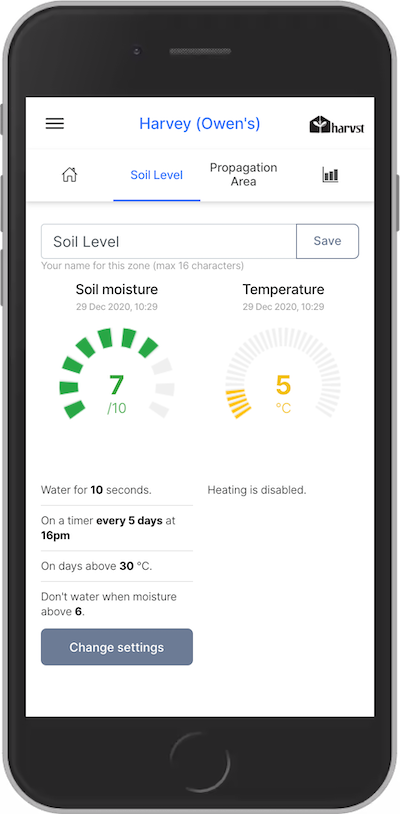 Harvey (Owen's)
harvst
Soil Level
Propagation
Area
Soil Level
Save
Your name for this zone (max 16 characters)
Soil moisture
Temperature
29 Dec 2020, 10:29
29 Dec 2020, 10:29
7
/10
5
°C
Water for 10 seconds.
Heating is disabled.
On a timer every 5 days at
16pm
On days above 30 °C.
Don't water when moisture
above 6.
Change settings